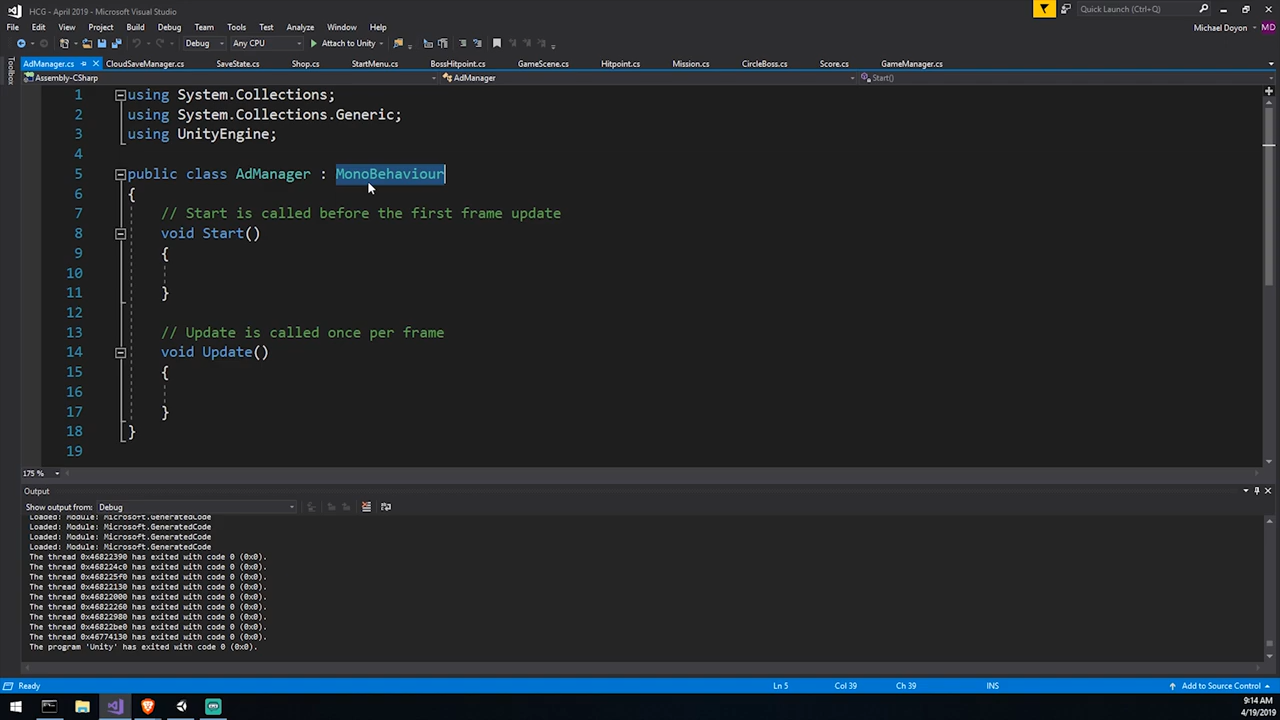 HCG - April 2019 - Microsoft Visual Studio
Quick Launch (Ctrl+Q)
File Edit View Project Build Debug Team Tools Test Analyze Window Help
Michael Doyon MD
Debug Any CPU Attach to Unity
AdManager.cs CloudSaveManager.cs SaveState.cs Shop.cs StartMenu.cs BossHitpoint.cs GameScene.cs Hitpoint.cs Mission.cs CircleBoss.cs Score.cs GameManager.cs
Toolbox
Assembly-CSharp AdManager Start()
1 using System.Collections;
2 using System.Collections.Generic;
3 using UnityEngine;
4
5 public class AdManager : MonoBehaviour
6 {
7 // Start is called before the first frame update
8 void Start()
9 {
10
11 }
12
13 // Update is called once per frame
14 void Update()
15 {
16
17 }
18 }
19
175 %
Output
Show output from: Debug
Loaded: Module: Microsoft.GeneratedCode
Loaded: Module: Microsoft.GeneratedCode
Loaded: Module: Microsoft.GeneratedCode
Loaded: Module: Microsoft.GeneratedCode
The thread 0x46822390 has exited with code 0 (0x0).
The thread 0x468224c0 has exited with code 0 (0x0).
The thread 0x468225f0 has exited with code 0 (0x0).
The thread 0x46822130 has exited with code 0 (0x0).
The thread 0x46822000 has exited with code 0 (0x0).
The thread 0x46822260 has exited with code 0 (0x0).
The thread 0x46822980 has exited with code 0 (0x0).
The thread 0x46822be0 has exited with code 0 (0x0).
The thread 0x46774130 has exited with code 0 (0x0).
The program 'Unity' has exited with code 0 (0x0).
Ready Ln 5 Col 39 Ch 39 INS Add to Source Control
9:14 AM
4/19/2019